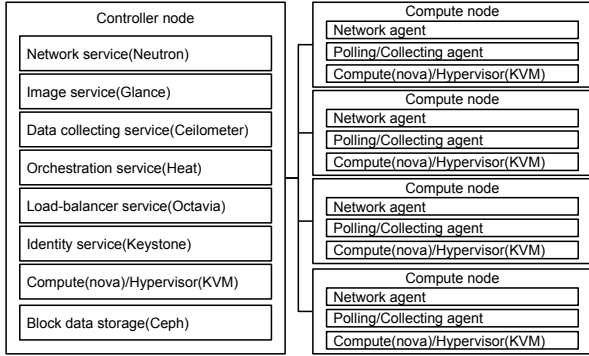 Controller node
Network service(Neutron)
Image service(Glance)
Data collecting service(Ceilometer)
Orchestration service(Heat)
Load-balancer service(Octavia)
Identity service(Keystone)
Compute(nova)/Hypervisor(KVM)
Block data storage(Ceph)
Compute node
Network agent
Polling/Collecting agent
Compute(nova)/Hypervisor(KVM)
Compute node
Network agent
Polling/Collecting agent
Compute(nova)/Hypervisor(KVM)
Compute node
Network agent
Polling/Collecting agent
Compute(nova)/Hypervisor(KVM)
Compute node
Network agent
Polling/Collecting agent
Compute(nova)/Hypervisor(KVM)